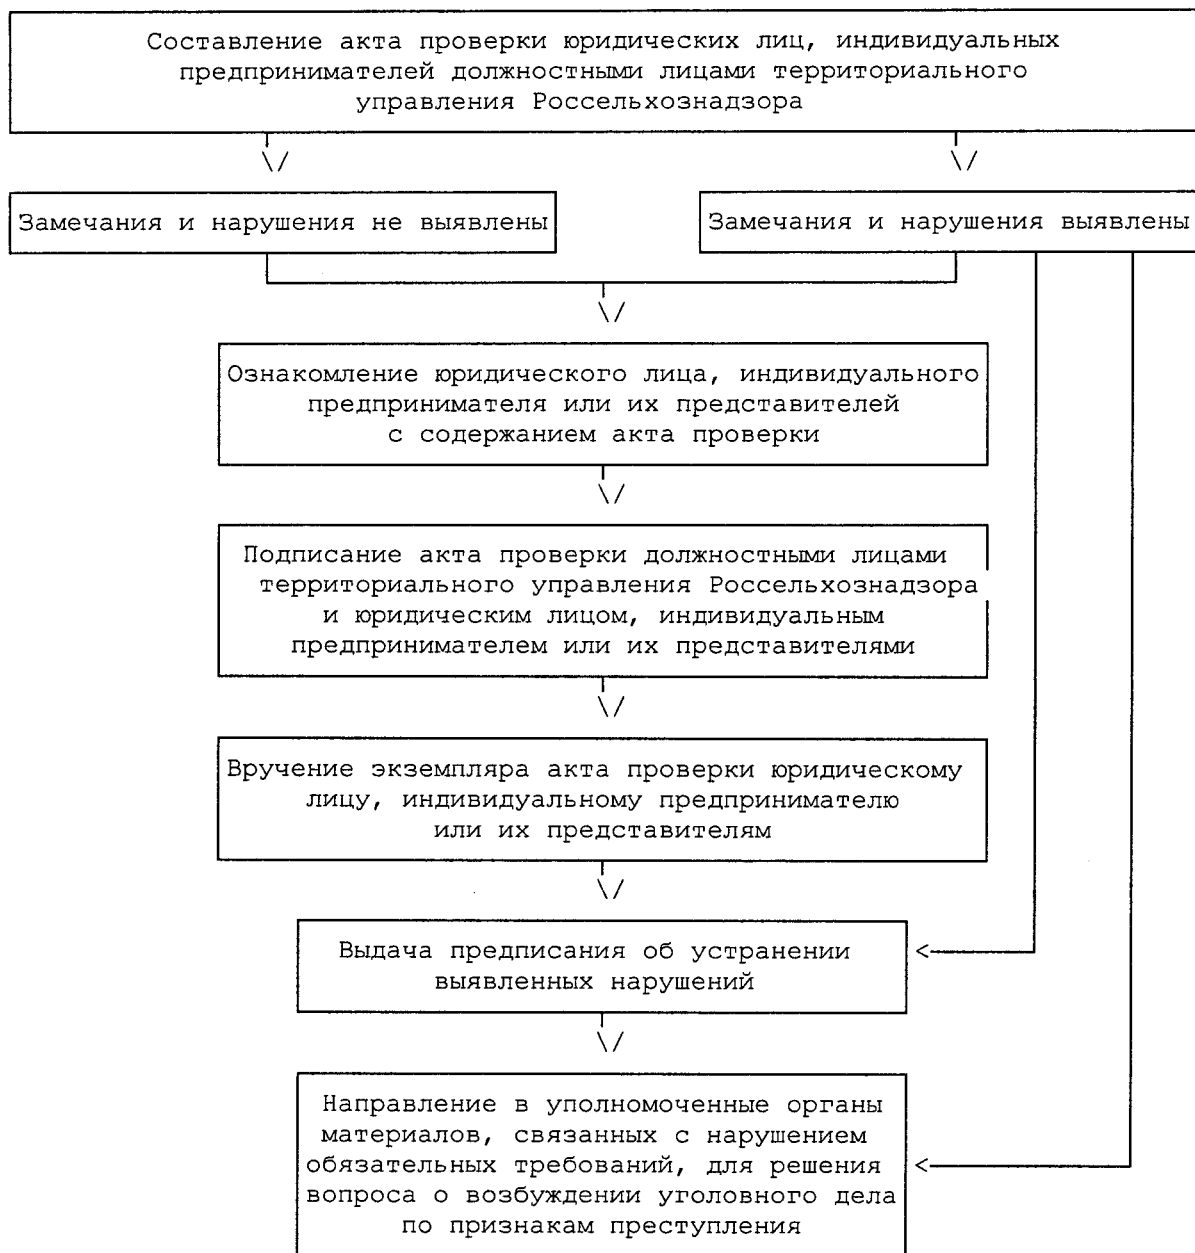 Составление акта проверки юридических лиц, индивидуальных
предпринимателей должностными лицами территориального
управления Россельхознадзора
Замечания и нарушения не выявлены
Замечания и нарушения выявлены
Ознакомление юридического лица, индивидуального
предпринимателя или их представителей
с содержанием акта проверки
Подписание акта проверки должностными лицами
территориального управления Россельхознадзора
и юридическим лицом, индивидуальным
предпринимателем или их представителями
Вручение экземпляра акта проверки юридическому
лицу, индивидуальному предпринимателю
или их представителям
Выдача предписания об устранении
выявленных нарушений
Направление в уполномоченные органы
материалов, связанных с нарушением
обязательных требований, для решения
вопроса о возбуждении уголовного дела
по признакам преступления